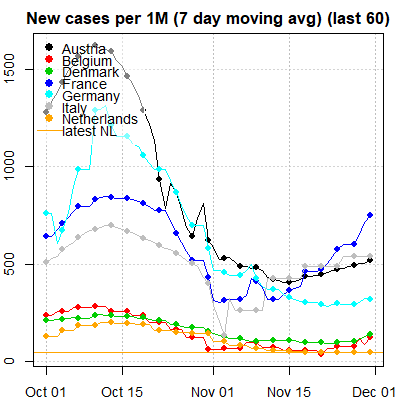 New cases per 1M (7 day moving avg) (last 60)
Austria
Belgium
Denmark
France
Germany
Italy
Netherlands
latest NL
1500
1000
500
0
Oct 01 Oct 15 Nov 01 Nov 15 Dec 01